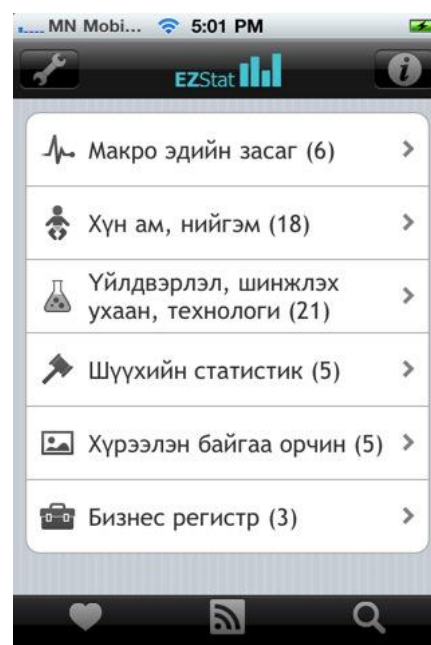 MN Mobi... 5:01 PM
EZStat
Макро эдийн засаг (6)
Хүн ам, нийгэм (18)
Үйлдвэрлэл, шинжлэх
ухаан, технологи (21)
Шүүхийн статистик (5)
Хүрээлэн байгаа орчин (5)
Бизнес регистр (3)